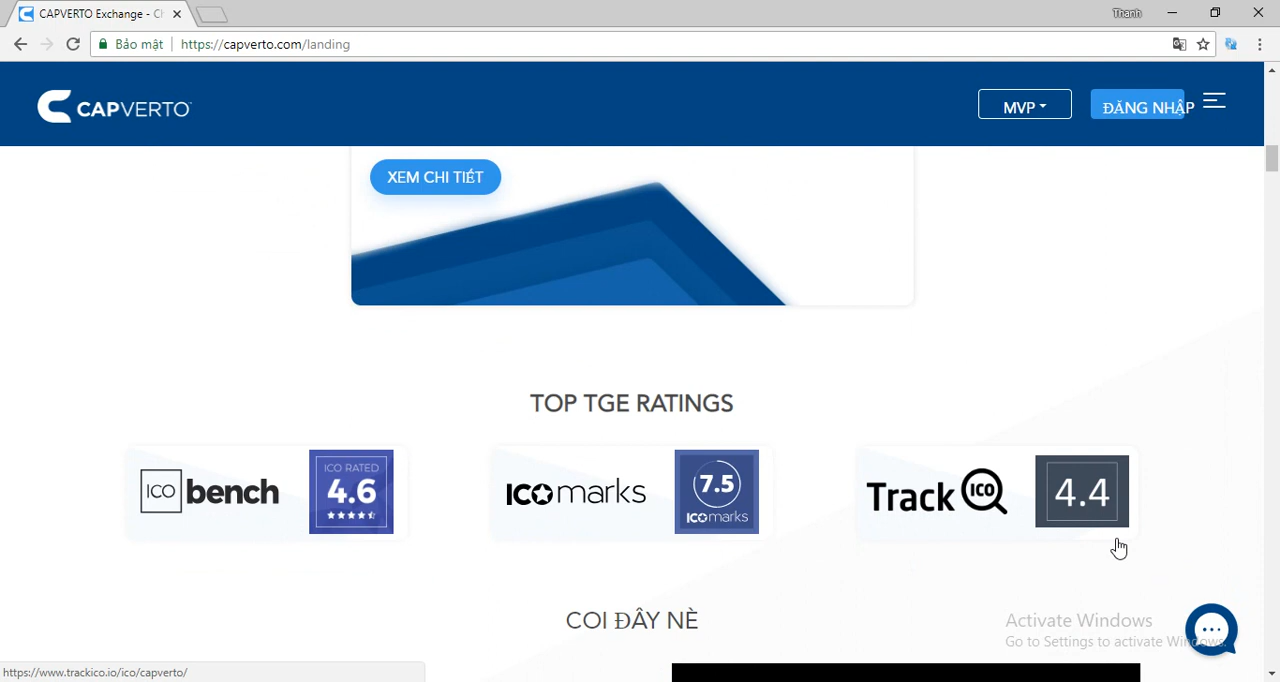 CAPVERTO Exchange - Ch
Thanh
Bảo mật
https://capverto.com/landing
CAPVERTO
MVP
ĐĂNG NHẬP
XEM CHI TIẾT
TOP TGE RATINGS
ICO bench
ICO RATED
4.6
ICO marks
7.5
ICO marks
Track ICO
4.4
COI ĐÂY NÈ
Activate Windows
Go to Settings to activate Windows.
https://www.trackico.io/ico/capverto/